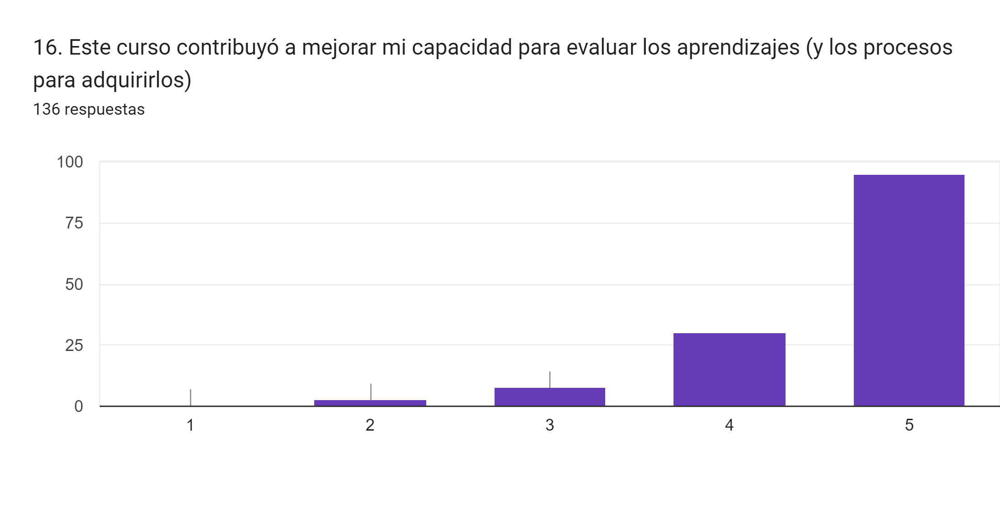 16. Este curso contribuyó a mejorar mi capacidad para evaluar los aprendizajes (y los procesos
para adquirirlos)
136 respuestas
100
75
50
25
0
1 2 3 4 5